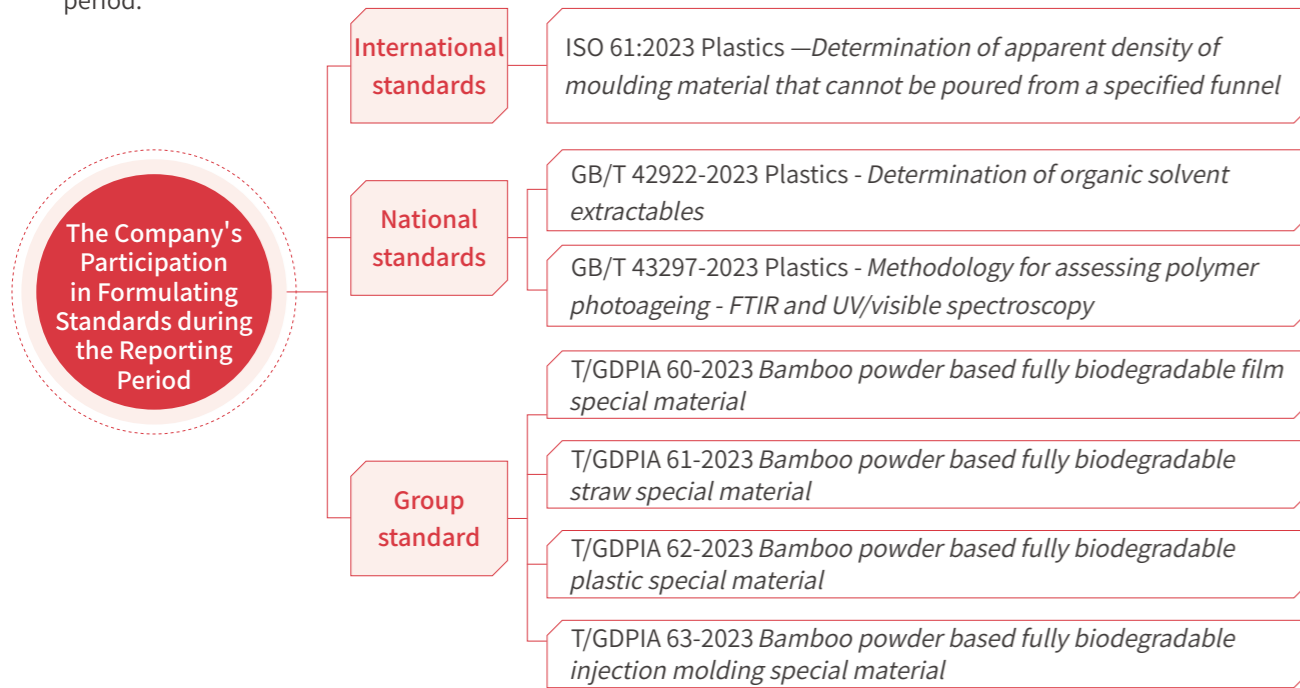 period.
The Company's
Participation
in Formulating
Standards during
the Reporting
Period
International
standards
ISO 61:2023 Plastics —Determination of apparent density of
moulding material that cannot be poured from a specified funnel
National
standards
GB/T 42922-2023 Plastics - Determination of organic solvent
extractables
GB/T 43297-2023 Plastics - Methodology for assessing polymer
photoageing - FTIR and UV/visible spectroscopy
Group
standard
T/GDPIA 60-2023 Bamboo powder based fully biodegradable film
special material
T/GDPIA 61-2023 Bamboo powder based fully biodegradable
straw special material
T/GDPIA 62-2023 Bamboo powder based fully biodegradable
plastic special material
T/GDPIA 63-2023 Bamboo powder based fully biodegradable
injection molding special material